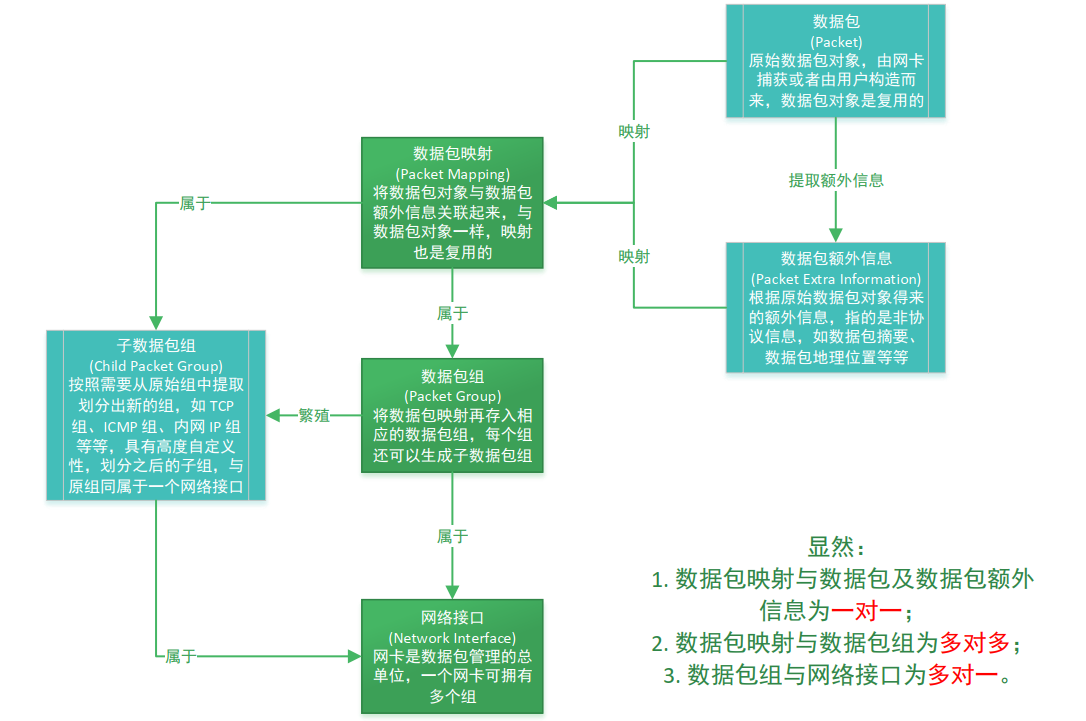 数据包
(Packet)
原始数据包对象，由网卡
捕获或者由用户构造而
来，数据包对象是复用的
映射
提取额外信息
数据包映射
(Packet Mapping)
将数据包对象与数据包
额外信息关联起来，与
数据包对象一样，映射
也是复用的
属于
映射
数据包额外信息
(Packet Extra Information)
根据原始数据包对象得来
的额外信息，指的是非协
议信息，如数据包摘要、
数据包地理位置等等
属于
子数据包组
(Child Packet Group)
按照需要从原始组中提取
划分出新的组，如 TCP
组、ICMP 组、内网 IP 组
等等，具有高度自定义
性，划分之后的子组，与
原组同属于一个网络接口
繁殖
数据包组
(Packet Group)
将数据包映射再存入相
应的数据包组，每个组
还可以生成子数据包组
属于
网络接口
(Network Interface)
网卡是数据包管理的总
单位，一个网卡可拥有
多个组
属于
显然：
1. 数据包映射与数据包及数据包额外
信息为一对一；
2. 数据包映射与数据包组为多对多；
3. 数据包组与网络接口为多对一。